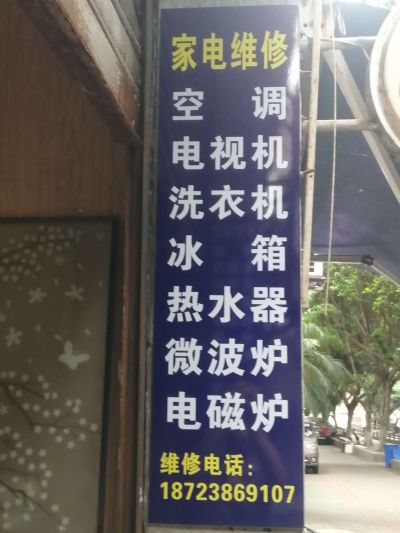 家电维修
空 调
电视机
洗衣机
冰 箱
热水器
微波炉
电磁炉
维修电话：
18723869107